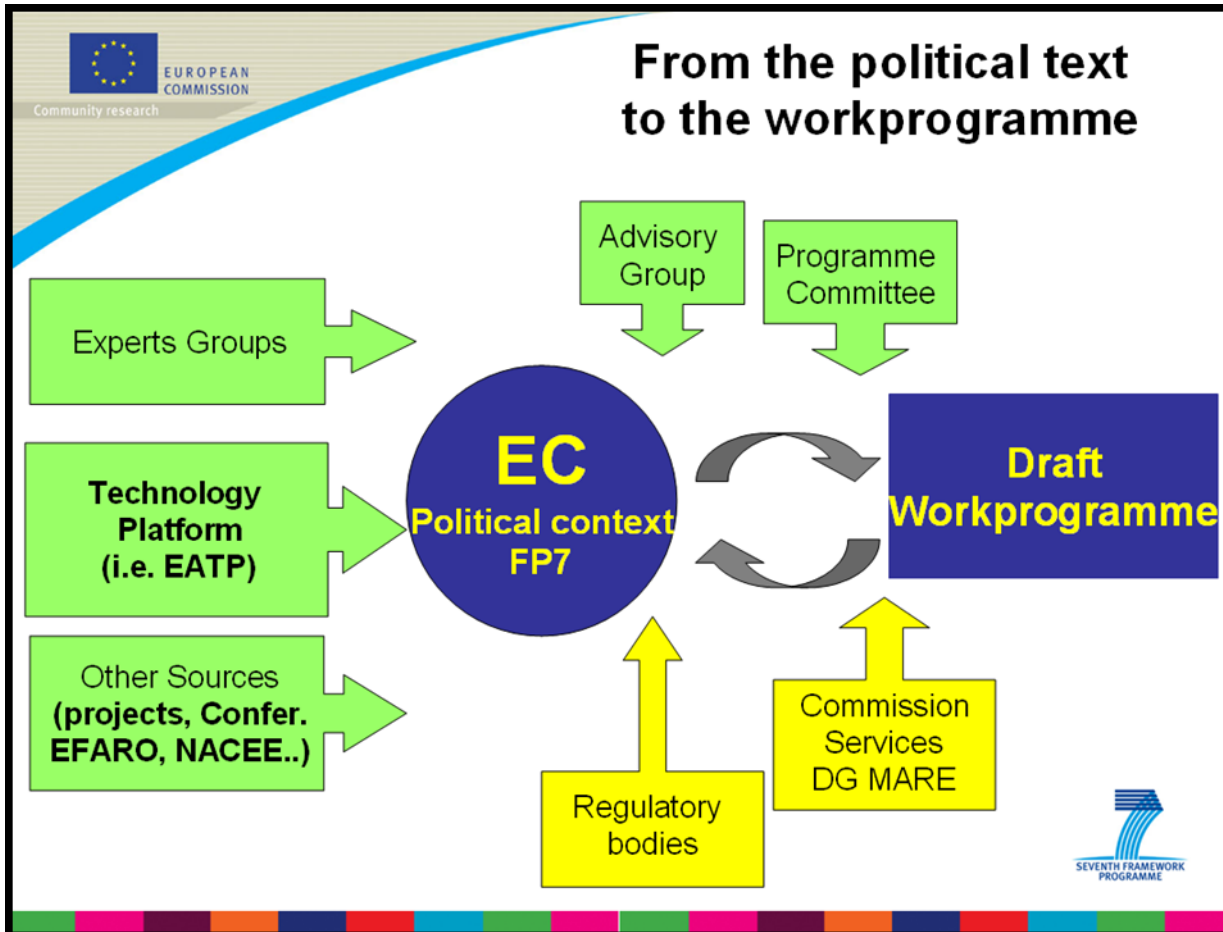 EUROPEAN
COMMISSION
Community research
From the political text
to the workprogramme
Advisory
Group
Programme
Committee
Experts Groups
Technology
Platform
(i.e. EATP)
Other Sources
(projects, Confer.
EFARO, NACEE..)
EC
Political context
FP7
Draft
Workprogramme
Regulatory
bodies
Commission
Services
DG MARE
SEVENTH FRAMEWORK
PROGRAMME